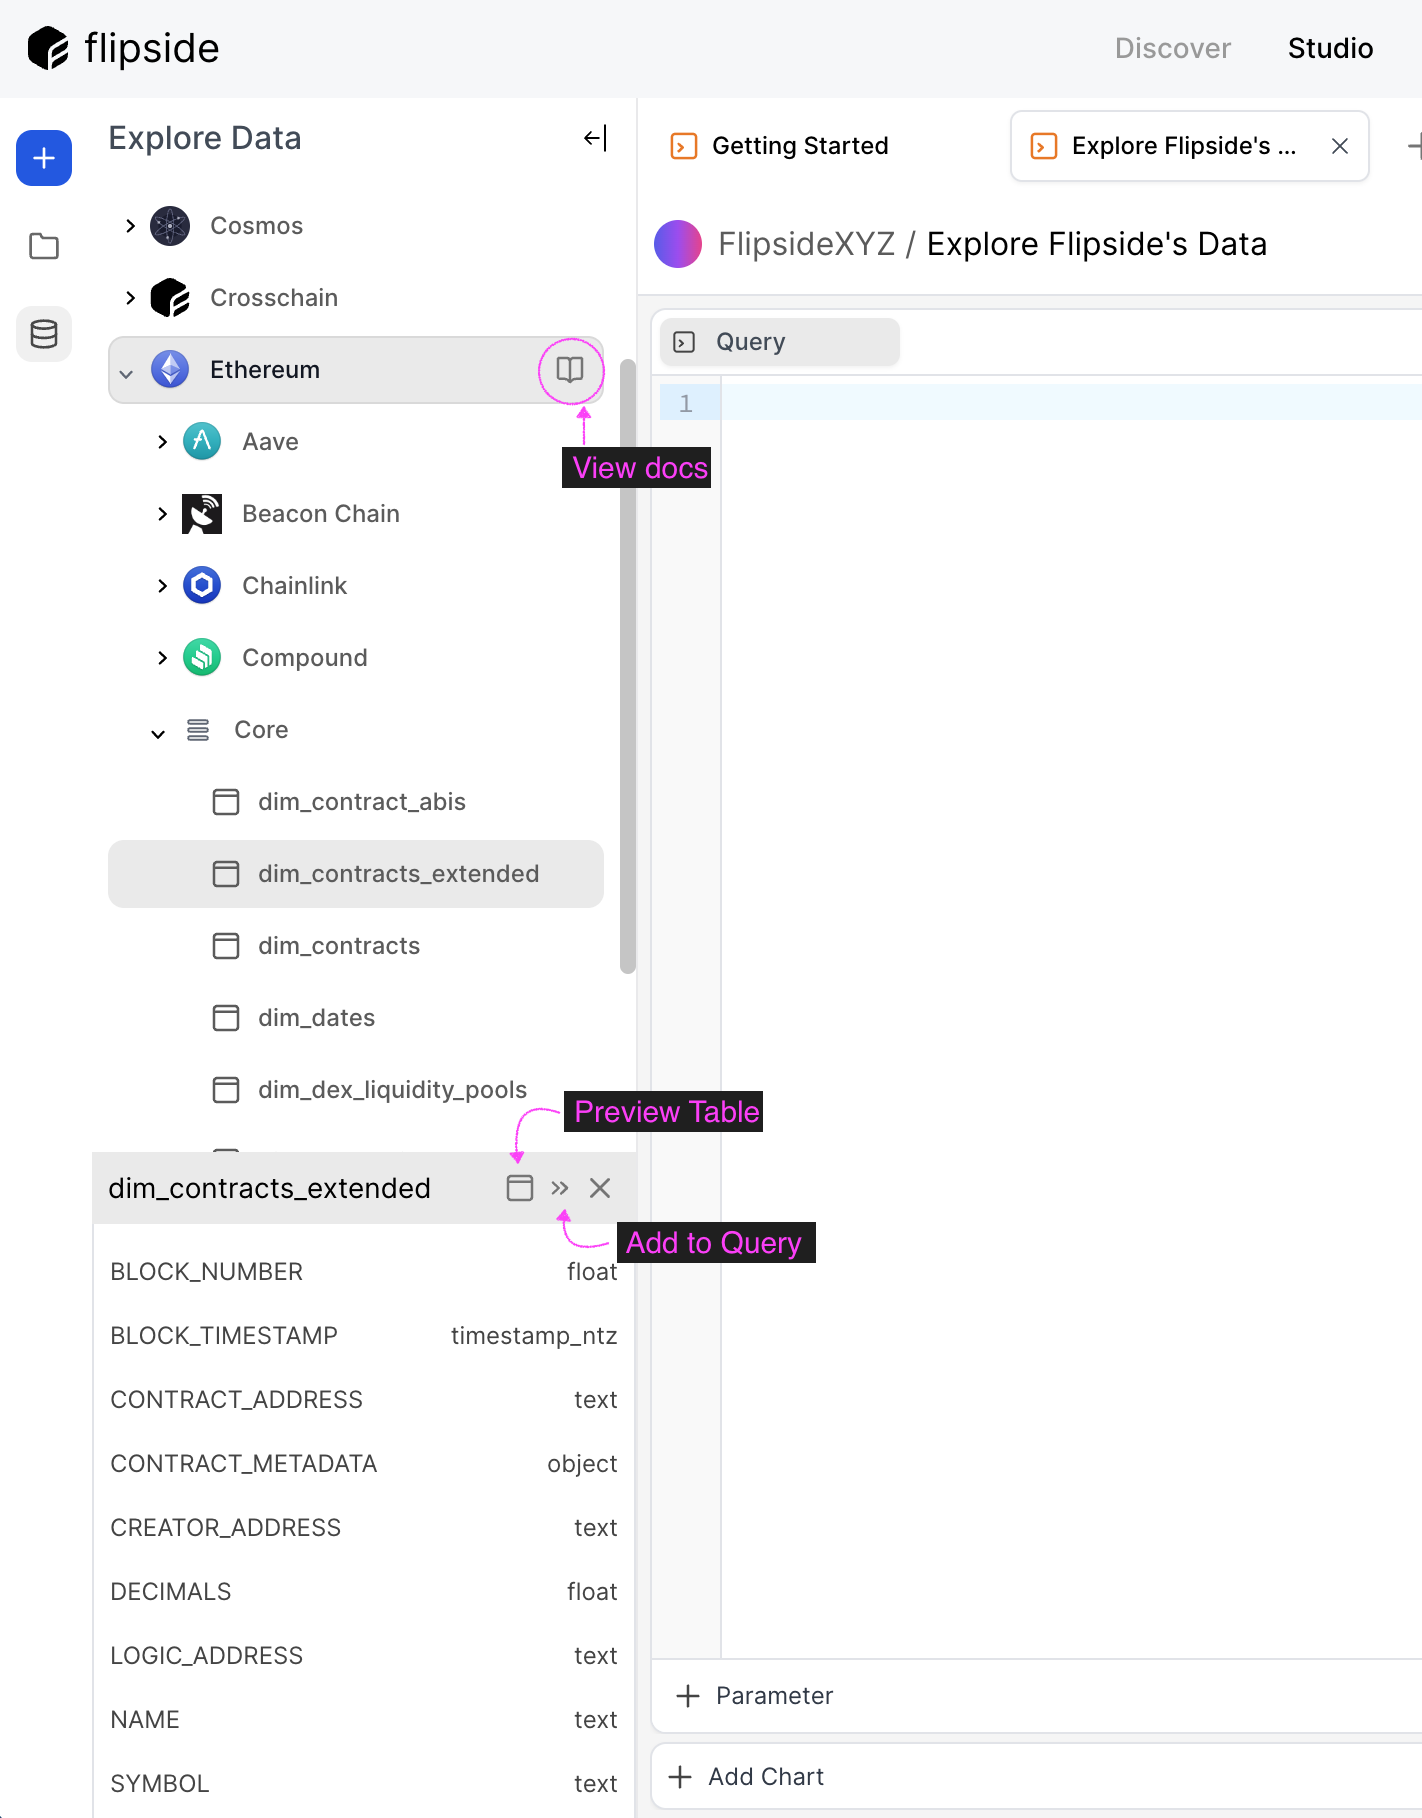 flipside
Discover
Studio
Explore Data
Cosmos
Crosschain
Ethereum
View docs
Aave
Beacon Chain
Chainlink
Compound
Core
dim_contract_abis
dim_contracts_extended
dim_contracts
dim_dates
dim_dex_liquidity_pools
Preview Table
dim_contracts_extended
Add to Query
BLOCK_NUMBER float
BLOCK_TIMESTAMP timestamp_ntz
CONTRACT_ADDRESS text
CONTRACT_METADATA object
CREATOR_ADDRESS text
DECIMALS float
LOGIC_ADDRESS text
NAME text
SYMBOL text
Getting Started
Explore Flipside's ...
FlipsideXYZ / Explore Flipside's Data
Query
1
Parameter
Add Chart